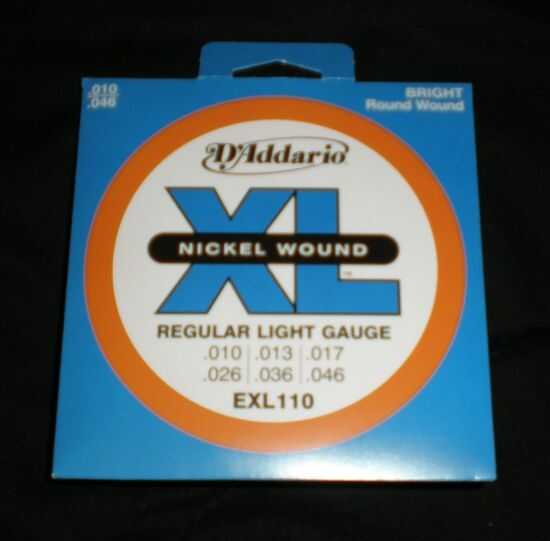 .010
.046
BRIGHT
Round Wound
D'Addario
XL
NICKEL WOUND
™
REGULAR LIGHT GAUGE
.010 .013 .017
.026 .036 .046
EXL110